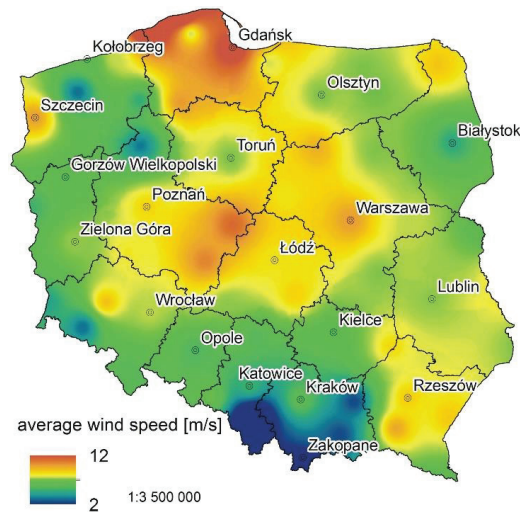 Gdańsk
Kołobrzeg
Olsztyn
Szczecin
Białystok
Toruń
Gorzów Wielkopolski
Poznań
Warszawa
Zielona Góra
Łódź
Lublin
Wrocław
Kielce
Opole
Katowice
Kraków
Rzeszów
average wind speed [m/s]
Zakopane
12
2
1:3 500 000